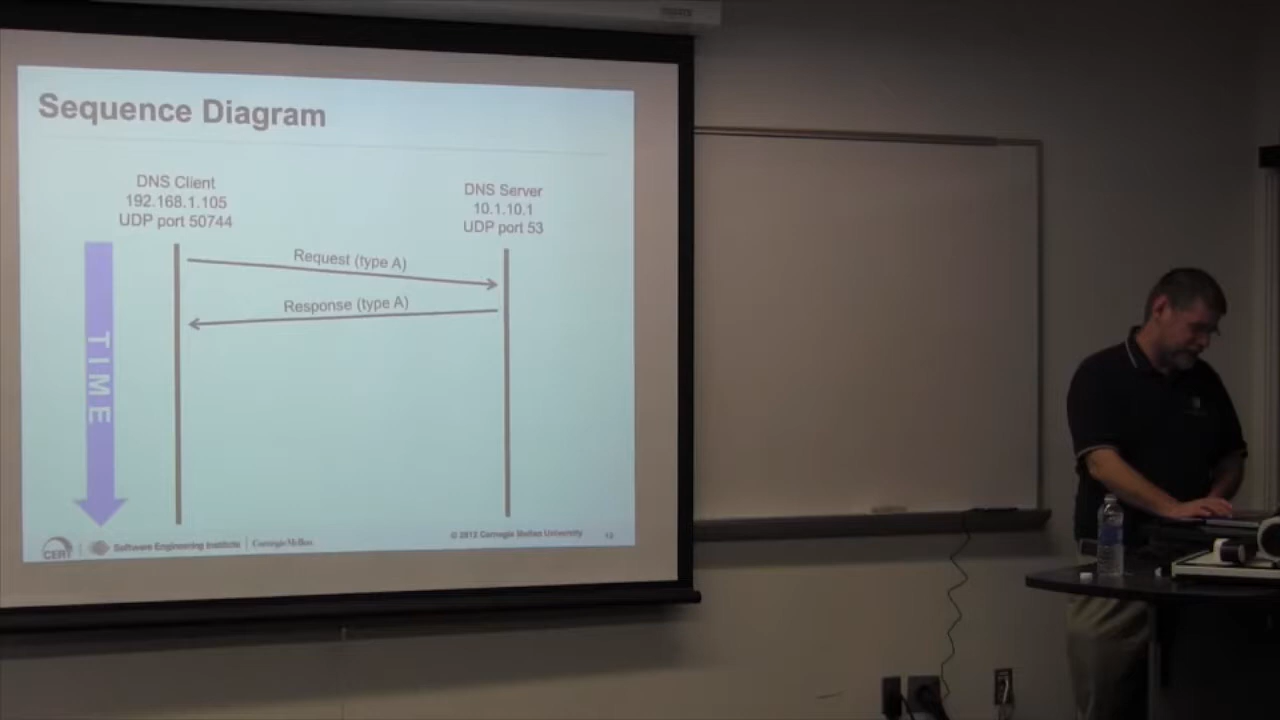 Sequence Diagram
DNS Client
192.168.1.105
UDP port 50744
DNS Server
10.1.10.1
UDP port 53
Request (type A)
Response (type A)
TIME
CERT
Software Engineering Institute
Carnegie Mellon
© 2012 Carnegie Mellon University